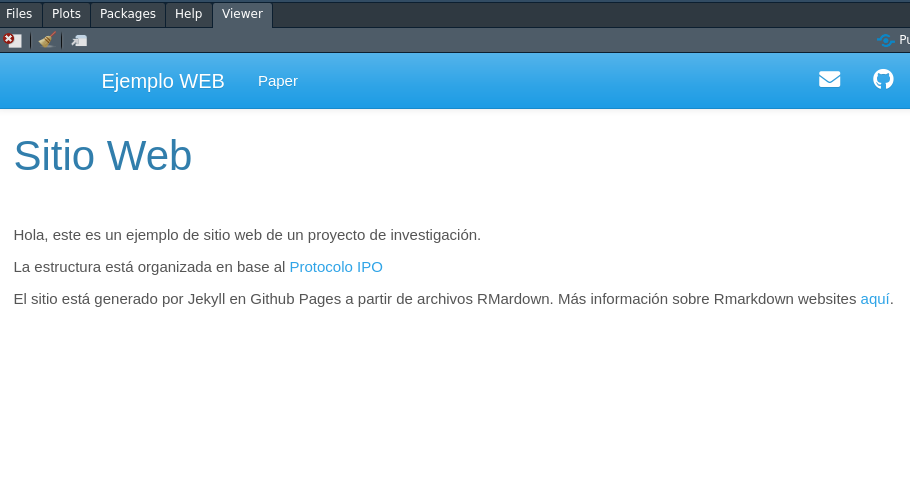 Files Plots Packages Help Viewer
Ejemplo WEB Paper
Sitio Web
Hola, este es un ejemplo de sitio web de un proyecto de investigación.
La estructura está organizada en base al Protocolo IPO
El sitio está generado por Jekyll en Github Pages a partir de archivos RMardown. Más información sobre Rmarkdown websites aquí.